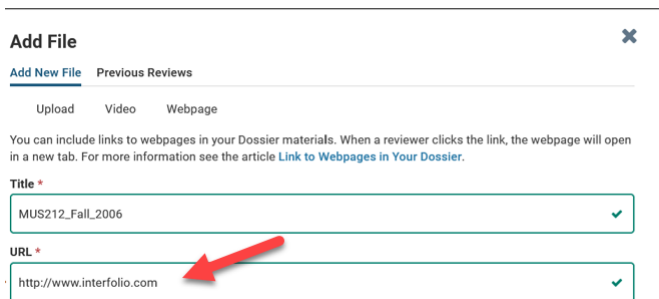 Add File
Add New File Previous Reviews
Upload Video Webpage
You can include links to webpages in your Dossier materials. When a reviewer clicks the link, the webpage will open
in a new tab. For more information see the article Link to Webpages in Your Dossier.
Title *
MUS212_Fall_2006
URL *
http://www.interfolio.com